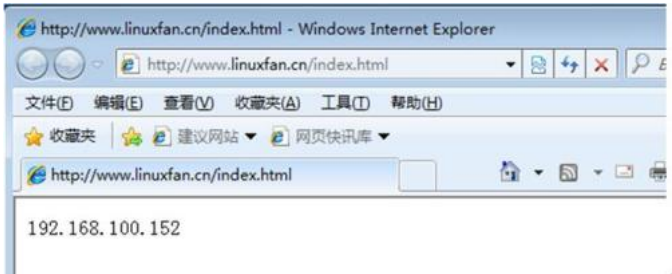 http://www.linuxfan.cn/index.html - Windows Internet Explorer
http://www.linuxfan.cn/index.html
文件(F) 编辑(E) 查看(V) 收藏夹(A) 工具(T) 帮助(H)
收藏夹 建议网站 网页快讯库
http://www.linuxfan.cn/index.html
192.168.100.152